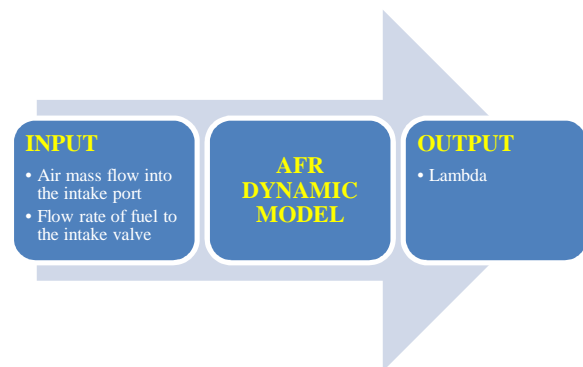 INPUT
• Air mass flow into
the intake port
• Flow rate of fuel to
the intake valve
AFR
DYNAMIC
MODEL
OUTPUT
• Lambda